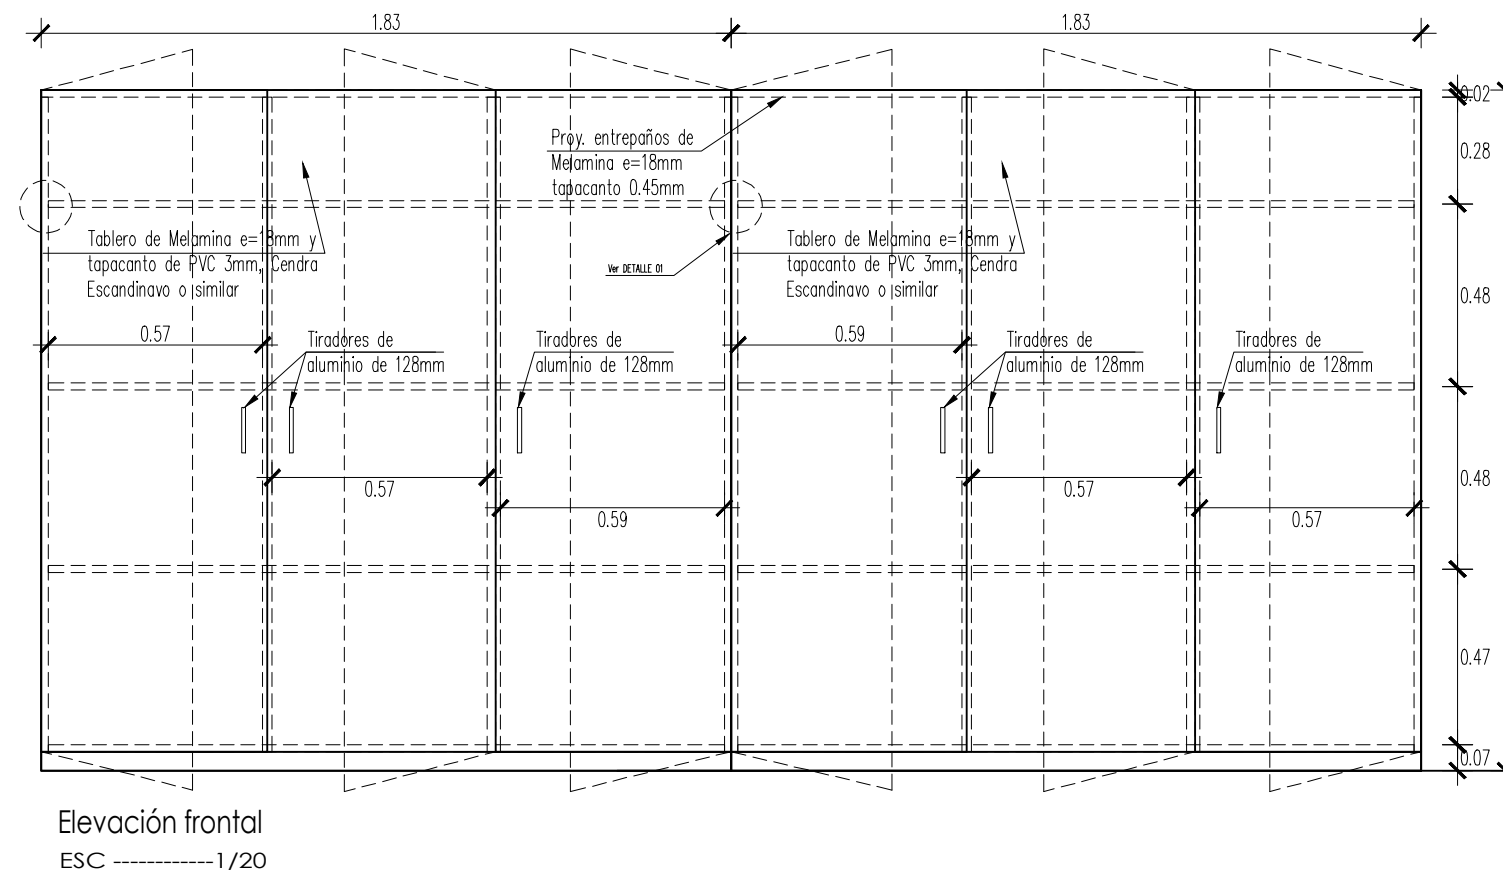 1.83
1.83
0.02
0.28
Proy. entrepaños de
Melamina e=18mm
tapacanto 0.45mm
Tablero de Melamina e=18mm y
tapacanto de PVC 3mm, Cendra
Escandinavo o similar
Ver DETALLE 01
Tablero de Melamina e=18mm y
tapacanto de PVC 3mm, Cendra
Escandinavo o similar
0.48
0.57
Tiradores de
aluminio de 128mm
Tiradores de
aluminio de 128mm
0.59
Tiradores de
aluminio de 128mm
Tiradores de
aluminio de 128mm
0.57
0.59
0.57
0.57
0.48
0.47
0.07
Elevación frontal
ESC ------------1/20